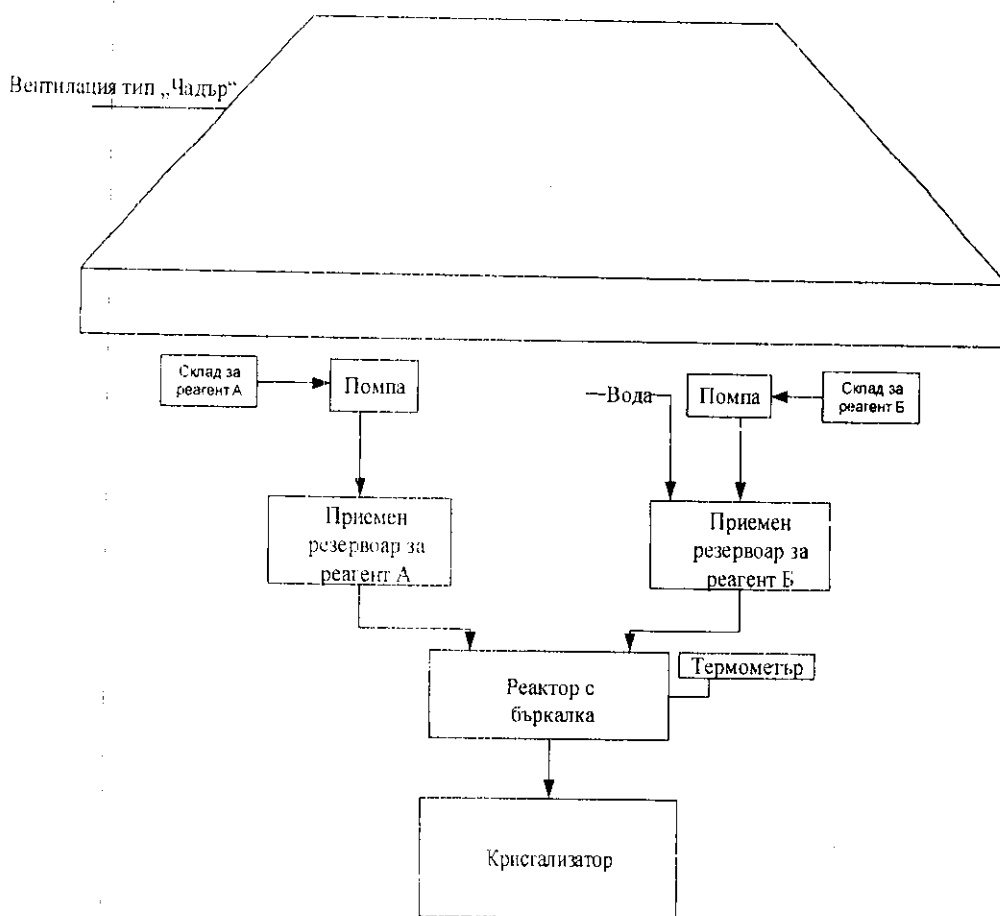 Вентилация тип „Чадър“
Склад за
реагент А
Помпа
Вода
Помпа
Склад за
реагент Б
Приемен
резервоар за
реагент А
Приемен
резервоар за
реагент Б
Термометър
Реактор с
бъркалка
Кристализатор